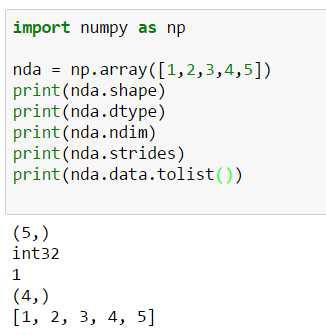 import numpy as np
nda = np.array([1,2,3,4,5])
print(nda.shape)
print(nda.dtype)
print(nda.ndim)
print(nda.strides)
print(nda.data.tolist())
(5,)
int32
1
(4,)
[1, 2, 3, 4, 5]